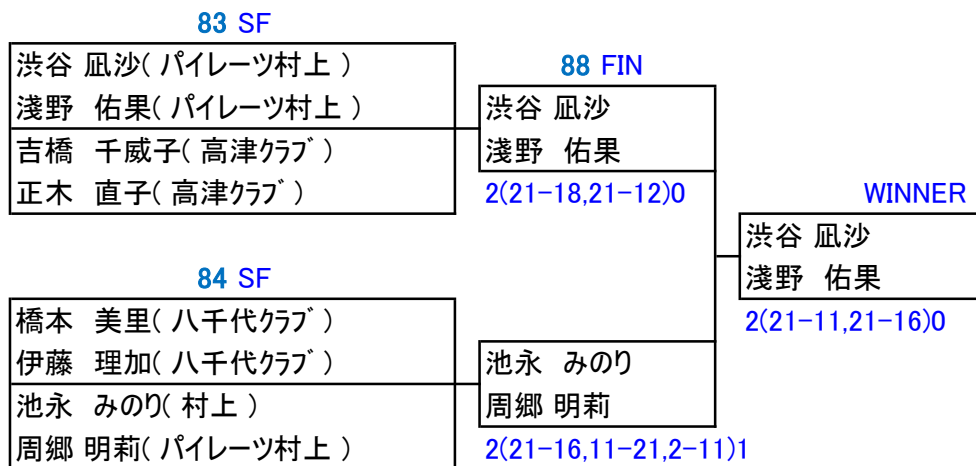 83 SF
渋谷 凪沙( パイレーツ村上 )
淺野 佑果( パイレーツ村上 )
吉橋 千威子( 高津ｸﾗﾌﾞ )
正木 直子( 高津ｸﾗﾌﾞ )
88 FIN
渋谷 凪沙
淺野 佑果
2(21-18,21-12)0
WINNER
渋谷 凪沙
淺野 佑果
2(21-11,21-16)0
84 SF
橋本 美里( 八千代ｸﾗﾌﾞ )
伊藤 理加( 八千代ｸﾗﾌﾞ )
池永 みのり( 村上 )
周郷 明莉( パイレーツ村上 )
池永 みのり
周郷 明莉
2(21-16,11-21,2-11)1